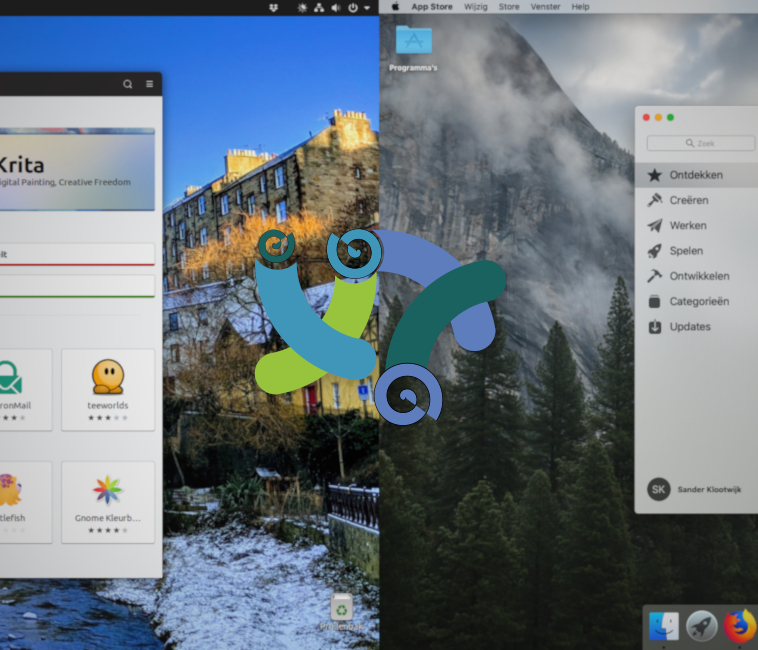 Krita
igital Painting, Creative Freedom
it
ronMail
teeworlds
tlefish
Gnome Kleurb…
App Store Wijzig Store Venster Help
Programma's
Zoek
Ontdekken
Creëren
Werken
Spelen
Ontwikkelen
Categorieën
Updates
SK
Sander Klootwijk